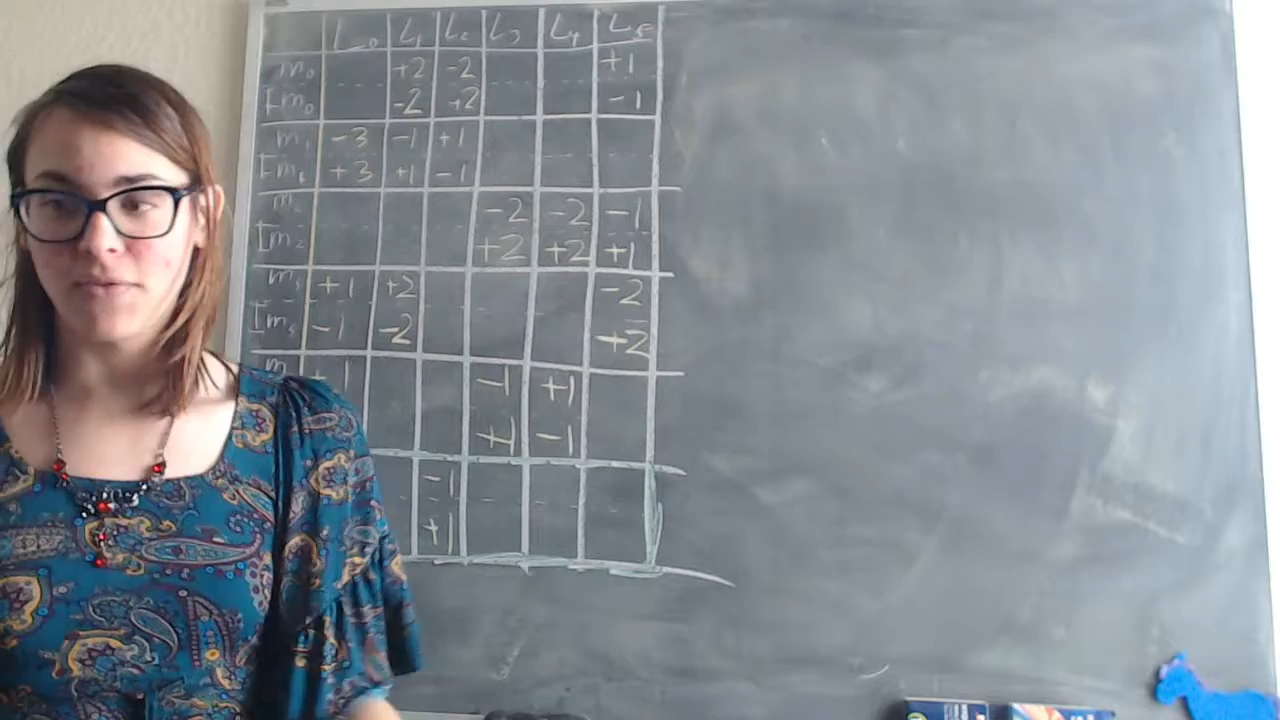 L₀ L₁ L₂ L₃ L₄ L₅
m₀ +2 -2 +1
Im₀ -2 +2 -1
m₁ -3 -1 +1
Im₁ +3 +1 -1
m₂ -2 -2 -1
Im₂ +2 +2 +1
m₃ +1 +2 -2
Im₃ -1 -2 +2
m +1 -1 +1
+1 -1
-1
+1